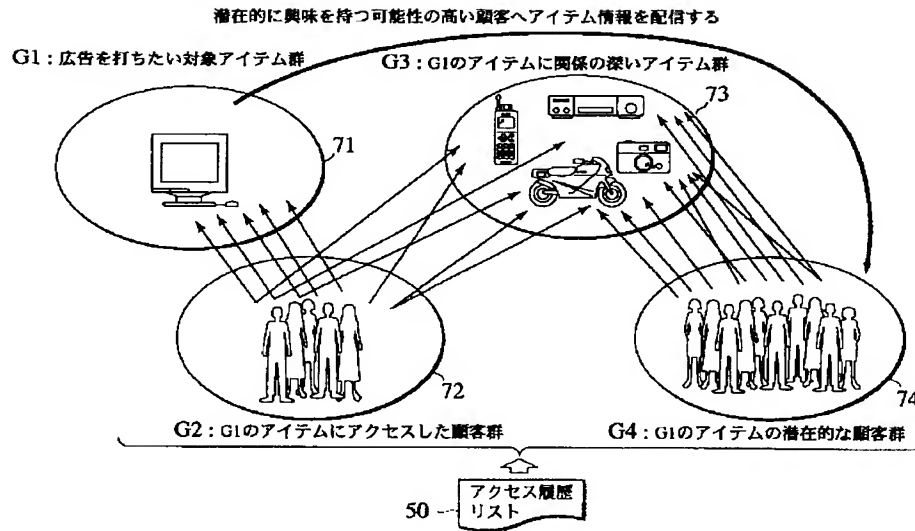 潜在的に興味を持つ可能性の高い顧客へアイテム情報を配信する
G1：広告を打ちたい対象アイテム群
G3：G1のアイテムに関係の深いアイテム群
73
71
72
74
G2：G1のアイテムにアクセスした顧客群
G4：G1のアイテムの潜在的な顧客群
50
アクセス履歴
リスト